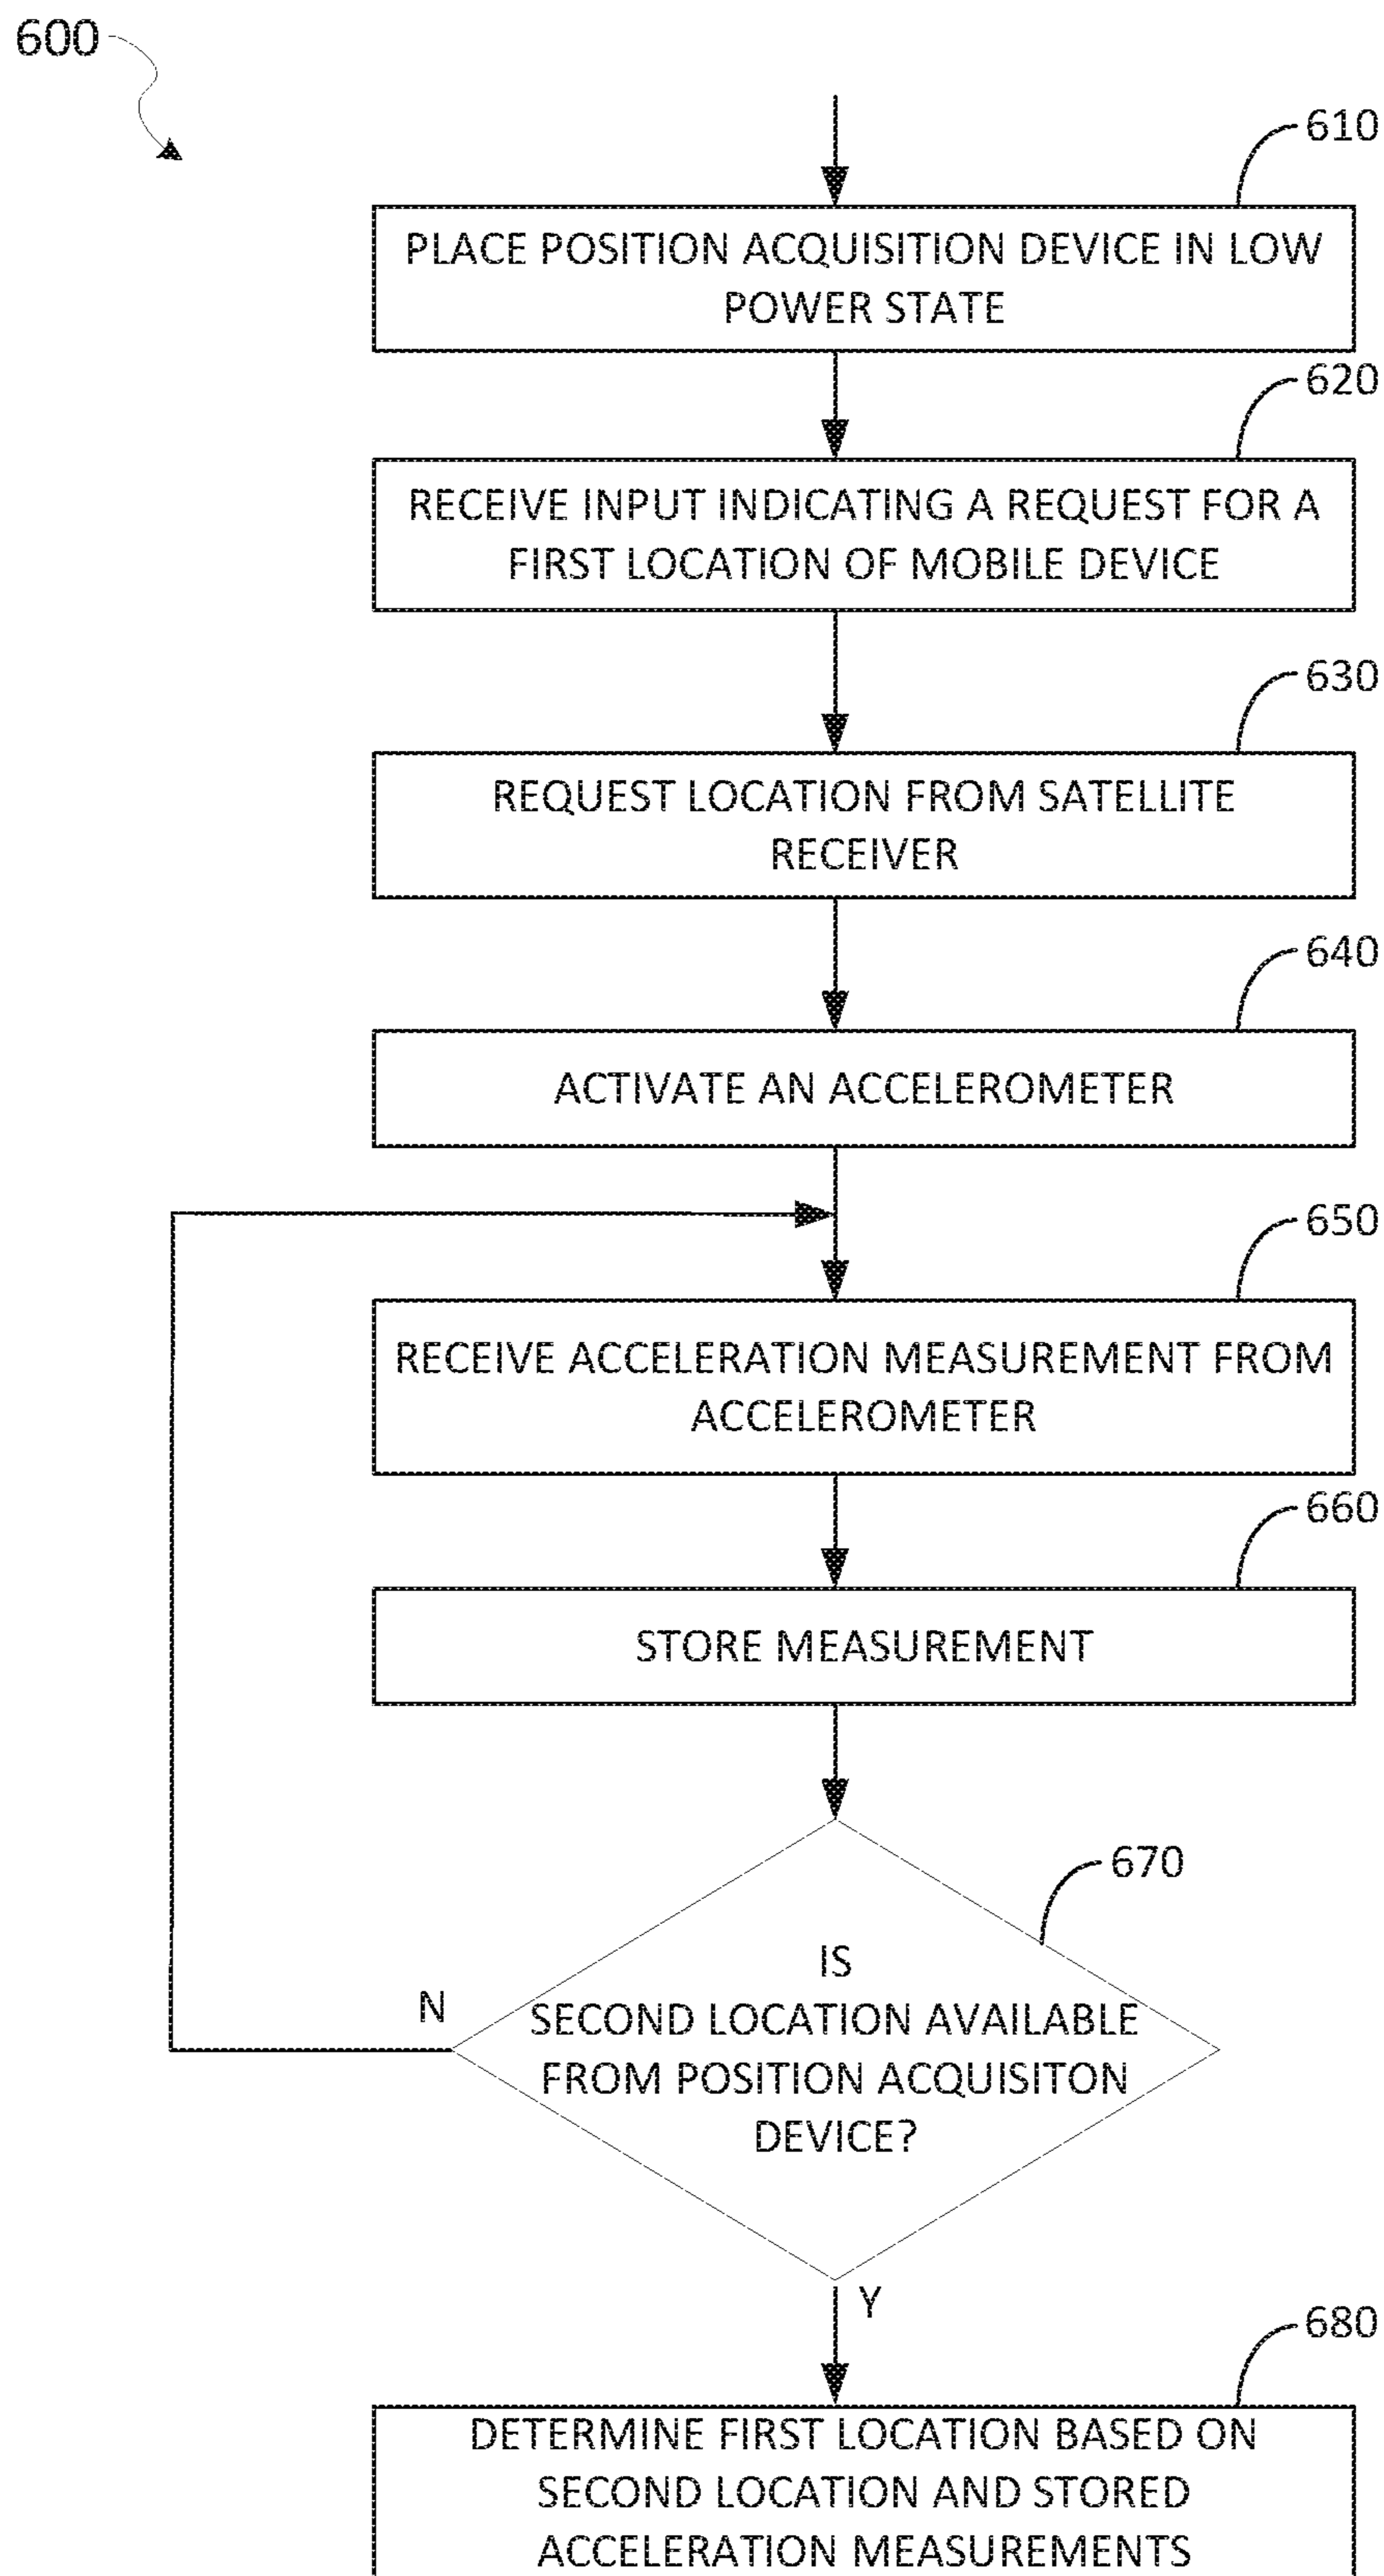 600
610
PLACE POSITION ACQUISITION DEVICE IN LOW
POWER STATE
620
RECEIVE INPUT INDICATING A REQUEST FOR A
FIRST LOCATION OF MOBILE DEVICE
630
REQUEST LOCATION FROM SATELLITE
RECEIVER
640
ACTIVATE AN ACCELEROMETER
650
RECEIVE ACCELERATION MEASUREMENT FROM
ACCELEROMETER
660
STORE MEASUREMENT
670
IS
SECOND LOCATION AVAILABLE
FROM POSITION ACQUISITON
DEVICE?
N
Y
680
DETERMINE FIRST LOCATION BASED ON
SECOND LOCATION AND STORED
ACCELERATION MEASUREMENTS